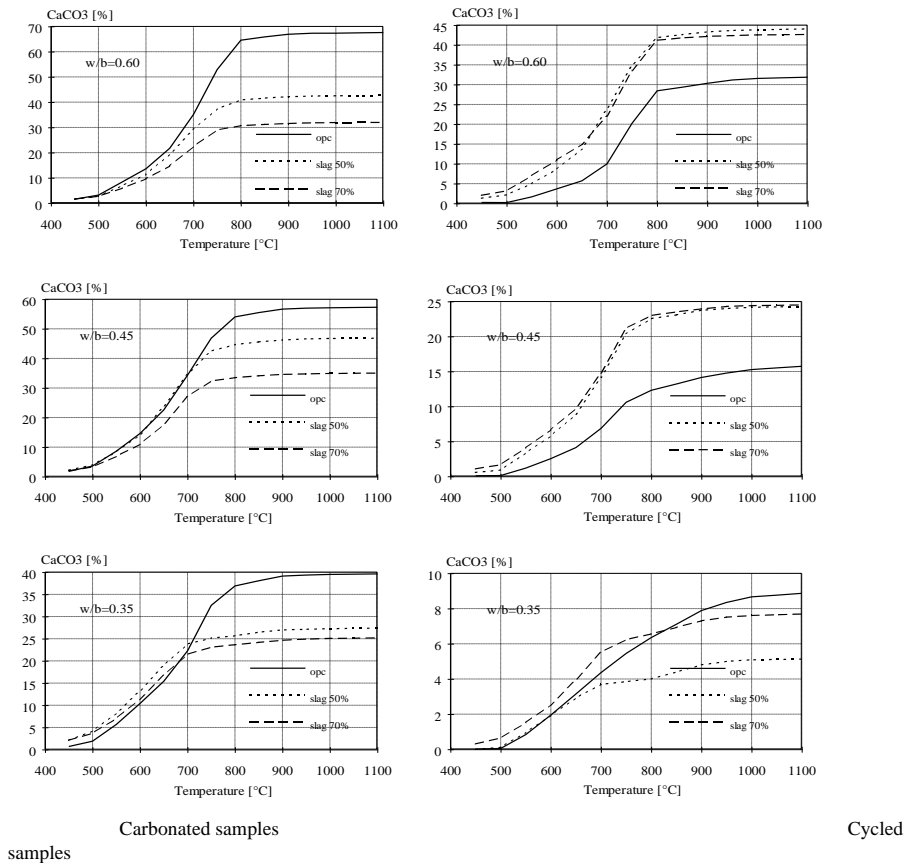 CaCO3 [%]
70
60
50
40
30
20
10
0
w/b=0.60
opc
slag 50%
slag 70%
400 500 600 700 800 900 1000 1100
Temperature [°C]
CaCO3 [%]
45
40
35
30
25
20
15
10
5
0
w/b=0.60
opc
slag 50%
slag 70%
400 500 600 700 800 900 1000 1100
Temperature [°C]
CaCO3 [%]
60
50
40
30
20
10
0
w/b=0.45
opc
slag 50%
slag 70%
400 500 600 700 800 900 1000 1100
Temperature [°C]
CaCO3 [%]
25
20
15
10
5
0
w/b=0.45
opc
slag 50%
slag 70%
400 500 600 700 800 900 1000 1100
Temperature [°C]
CaCO3 [%]
40
35
30
25
20
15
10
5
0
w/b=0.35
opc
slag 50%
slag 70%
400 500 600 700 800 900 1000 1100
Temperature [°C]
CaCO3 [%]
10
8
6
4
2
0
w/b=0.35
opc
slag 50%
slag 70%
400 500 600 700 800 900 1000 1100
Temperature [°C]
Carbonated samples Cycled
samples